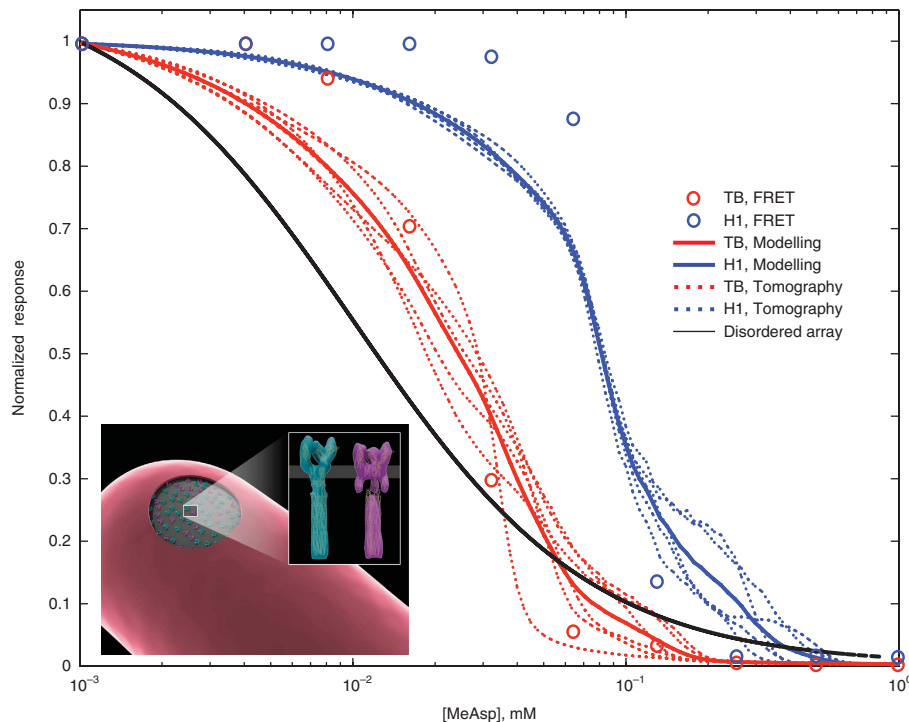 1
0.9
0.8
0.7
0.6
0.5
0.4
0.3
0.2
0.1
0
Normalized response
TB, FRET
H1, FRET
TB, Modelling
H1, Modelling
TB, Tomography
H1, Tomography
Disordered array
10⁻³
10⁻²
10⁻¹
10⁰
[MeAsp], mM